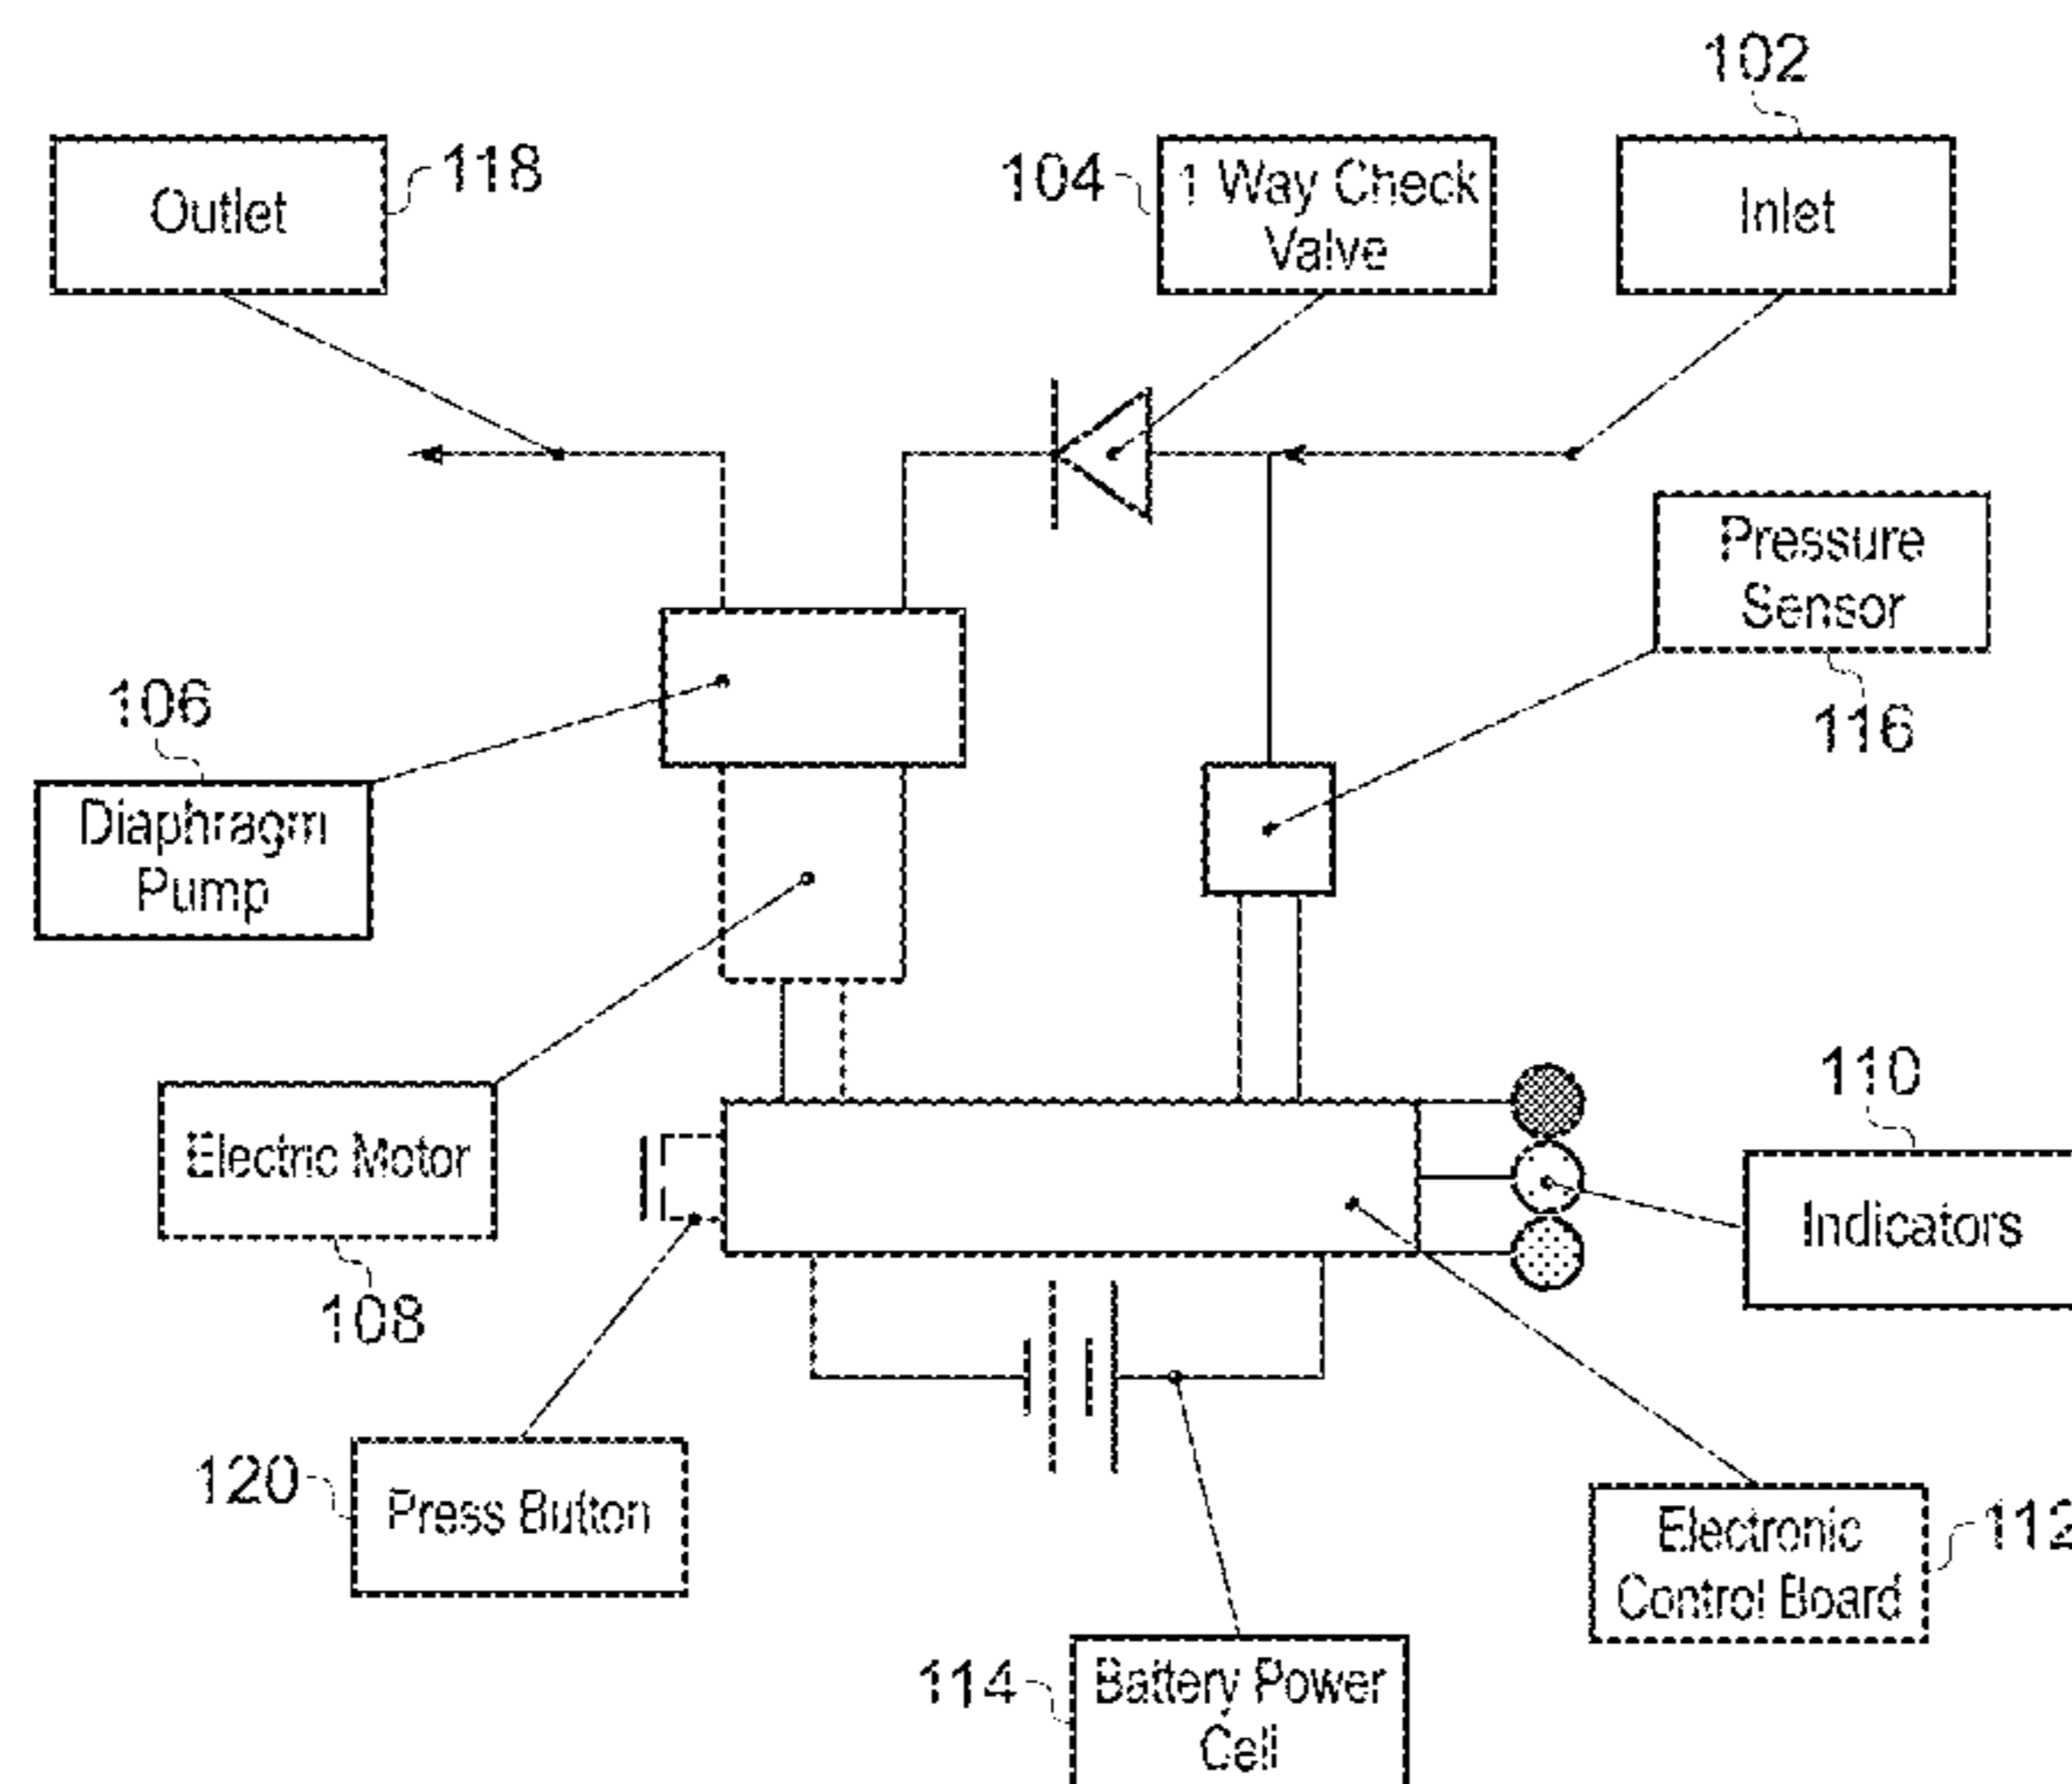 102
Outlet
118
104
1 Way Check
Valve
Inlet
Pressure
Sensor
116
106
Diaphragm
Pump
Electric Motor
108
110
Indicators
120
Press Button
Electronic
Control Board
112
114
Battery Power
Cell